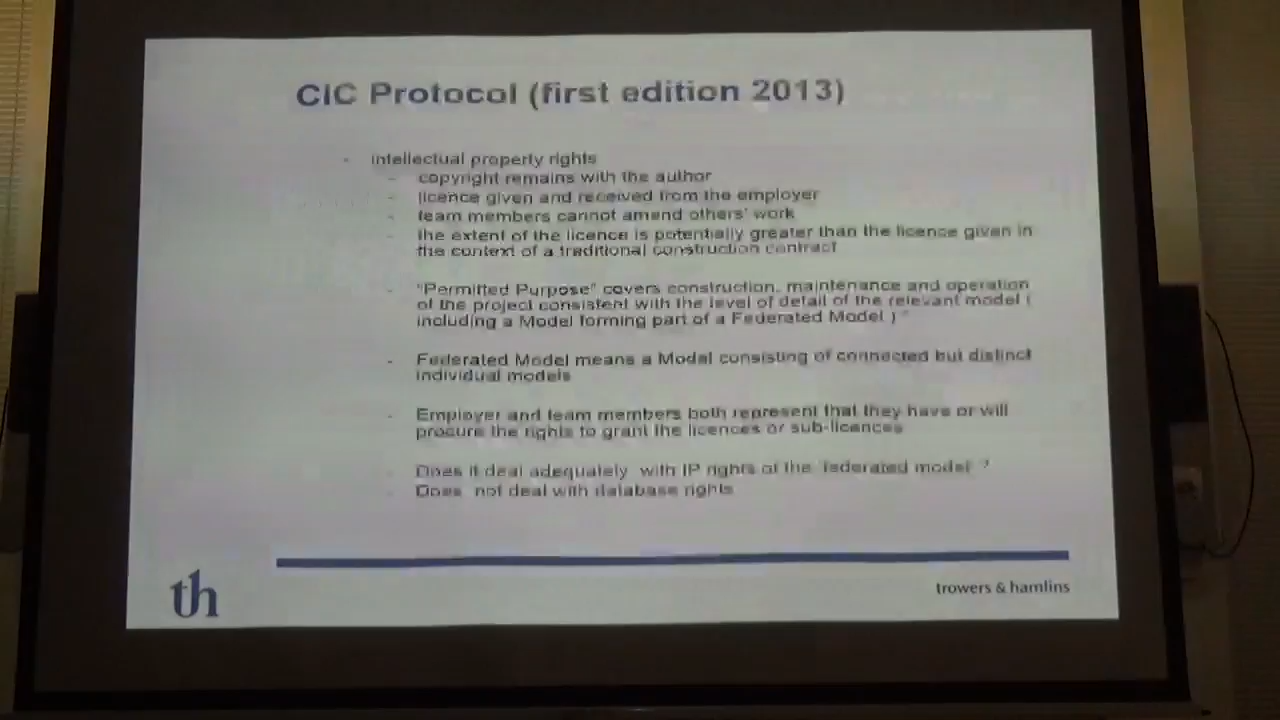 CIC Protocol (first edition 2013)
- intellectual property rights
- copyright remains with the author
- licence given and received from the employer
- team members cannot amend others' work
- the extent of the licence is potentially greater than the licence given in
the context of a traditional construction contract
- "Permitted Purpose" covers construction, maintenance and operation
of the project consistent with the level of detail of the relevant model (
including a Model forming part of a Federated Model ) "
- Federated Model means a Model consisting of connected but distinct
individual models
- Employer and team members both represent that they have or will
procure the rights to grant the licences or sub-licences
- Does it deal adequately with IP rights of the 'federated model' ?
- Does not deal with database rights
th
trowers & hamlins